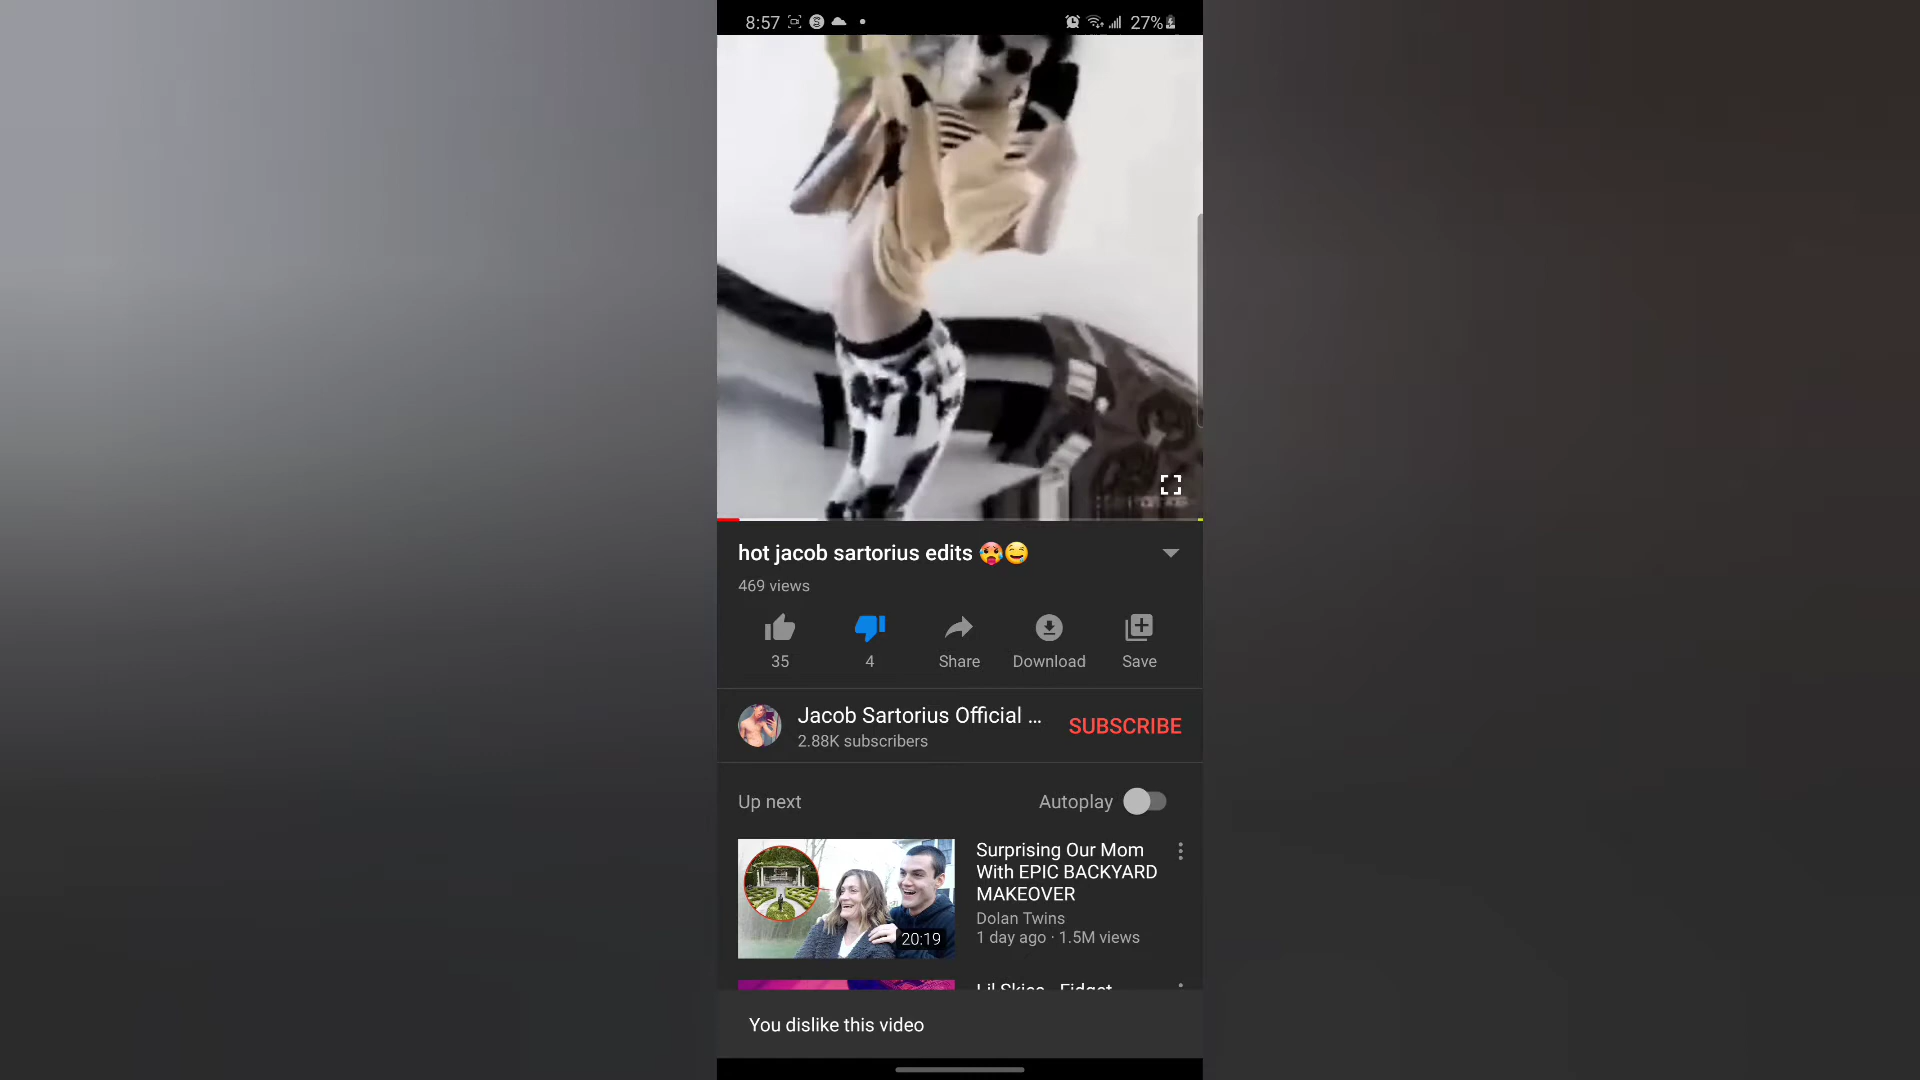 8:57
27%
hot jacob sartorius edits 🥵🤤
469 views
35
4
Share
Download
Save
Jacob Sartorius Official ...
2.88K subscribers
SUBSCRIBE
Up next
Autoplay
20:19
Surprising Our Mom
With EPIC BACKYARD
MAKEOVER
Dolan Twins
1 day ago · 1.5M views
Lil Skies - Fidget
You dislike this video